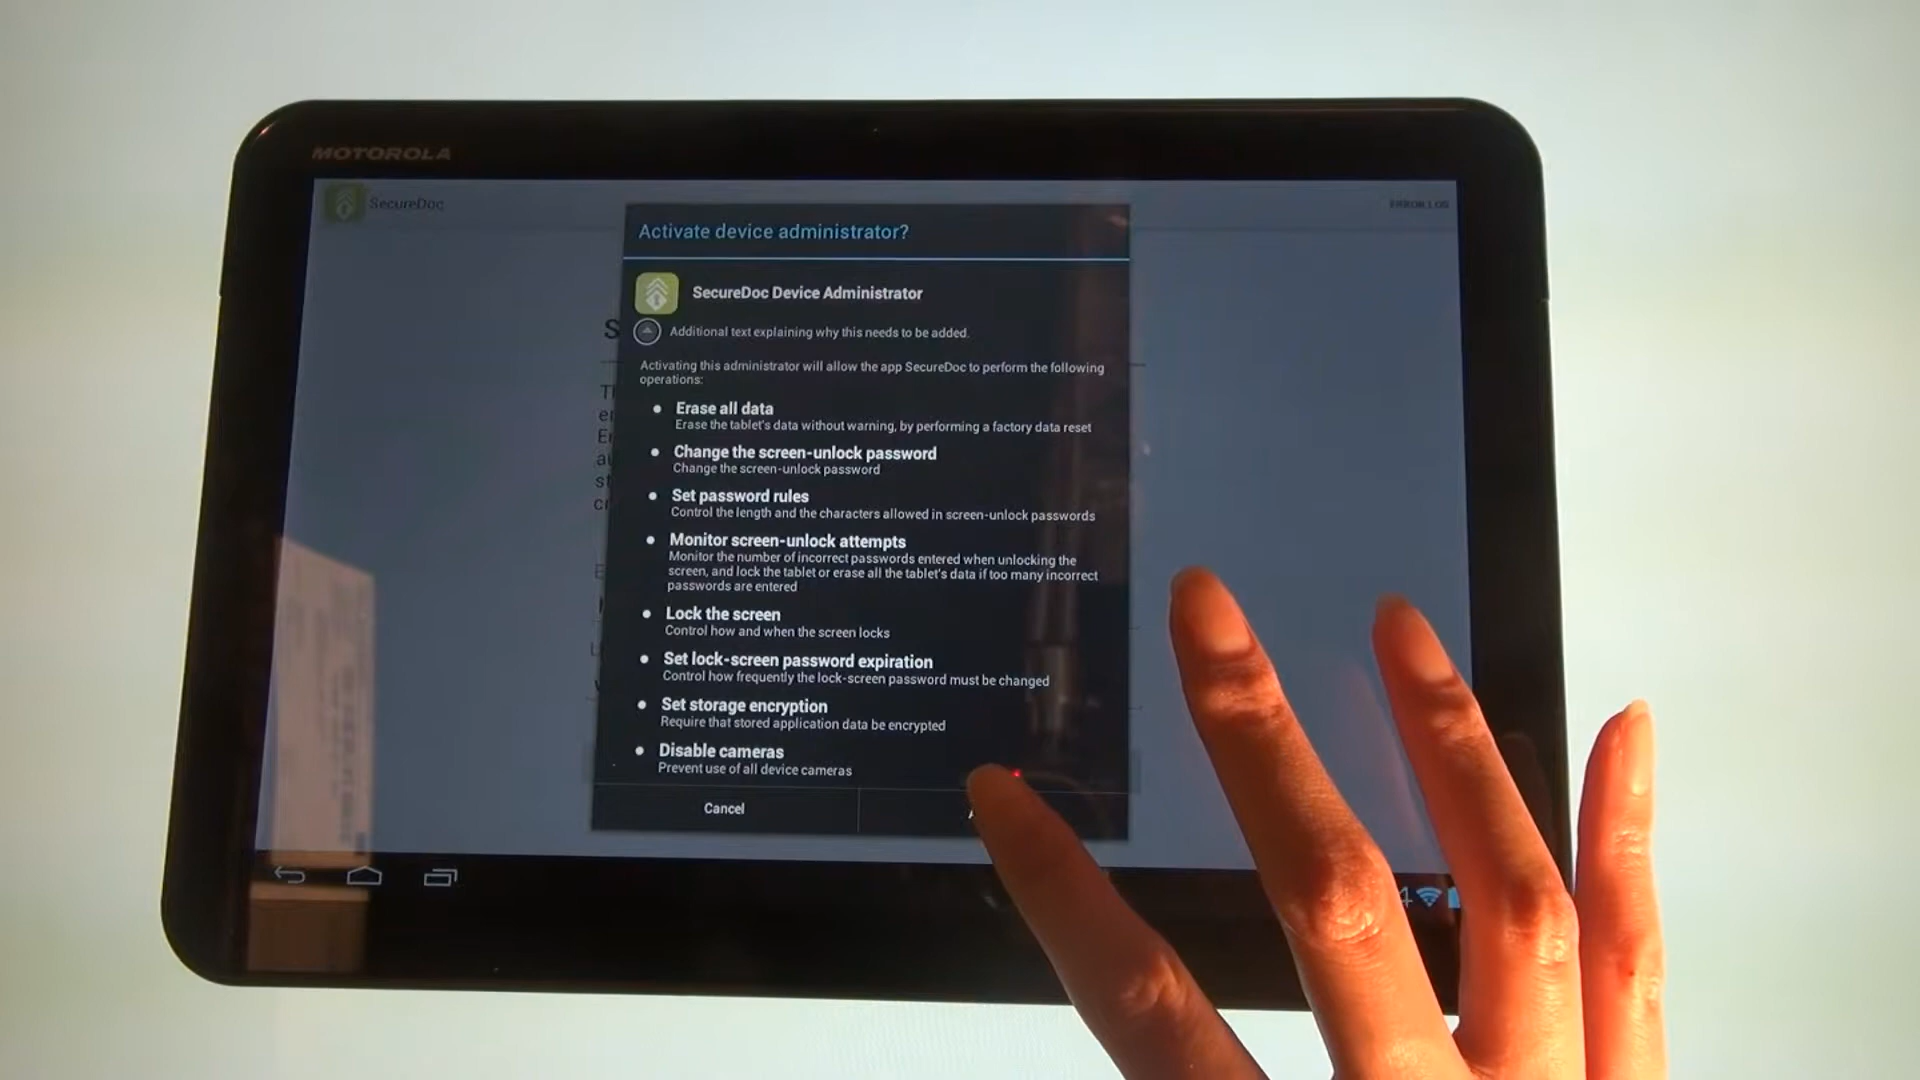 MOTOROLA
SecureDoc
ERROR LOG
Activate device administrator?
SecureDoc Device Administrator
Additional text explaining why this needs to be added.
Activating this administrator will allow the app SecureDoc to perform the following
operations:
Erase all data
Erase the tablet's data without warning, by performing a factory data reset
Change the screen-unlock password
Change the screen-unlock password
Set password rules
Control the length and the characters allowed in screen-unlock passwords
Monitor screen-unlock attempts
Monitor the number of incorrect passwords entered when unlocking the
screen, and lock the tablet or erase all the tablet's data if too many incorrect
passwords are entered
Lock the screen
Control how and when the screen locks
Set lock-screen password expiration
Control how frequently the lock-screen password must be changed
Set storage encryption
Require that stored application data be encrypted
Disable cameras
Prevent use of all device cameras
Cancel